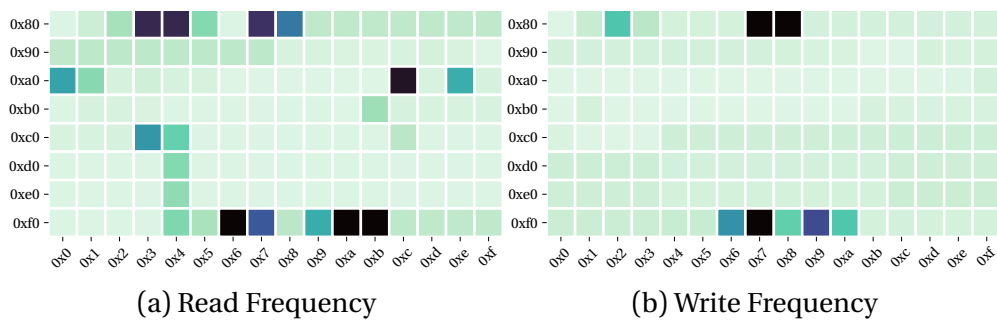 0x80
0x90
0xa0
0xb0
0xc0
0xd0
0xe0
0xf0
0x0 0x1 0x2 0x3 0x4 0x5 0x6 0x7 0x8 0x9 0xa 0xb 0xc 0xd 0xe 0xf
(a) Read Frequency
0x80
0x90
0xa0
0xb0
0xc0
0xd0
0xe0
0xf0
0x0 0x1 0x2 0x3 0x4 0x5 0x6 0x7 0x8 0x9 0xa 0xb 0xc 0xd 0xe 0xf
(b) Write Frequency